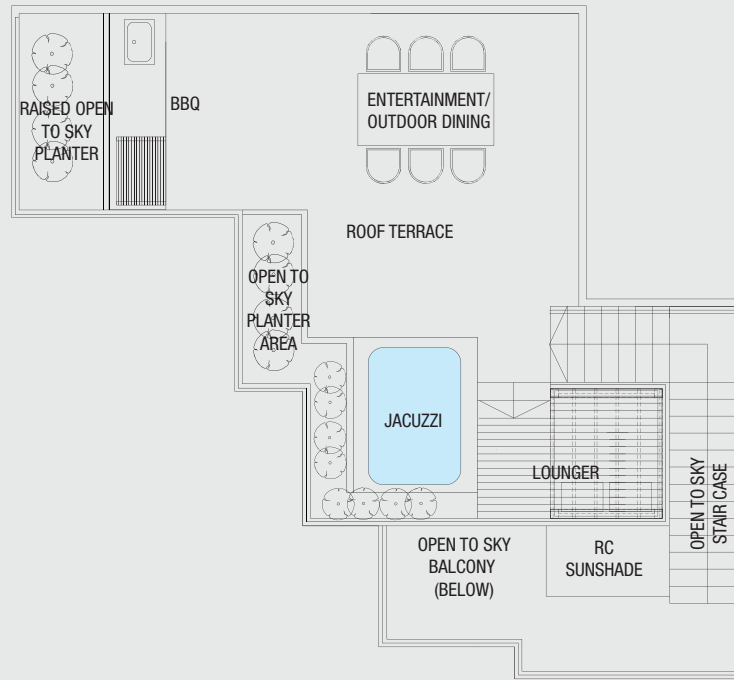 RAISED OPEN
TO SKY
PLANTER
BBQ
ENTERTAINMENT/
OUTDOOR DINING
ROOF TERRACE
OPEN TO
SKY
PLANTER
AREA
JACUZZI
LOUNGER
OPEN TO SKY
STAIR CASE
OPEN TO SKY
BALCONY
(BELOW)
RC
SUNSHADE